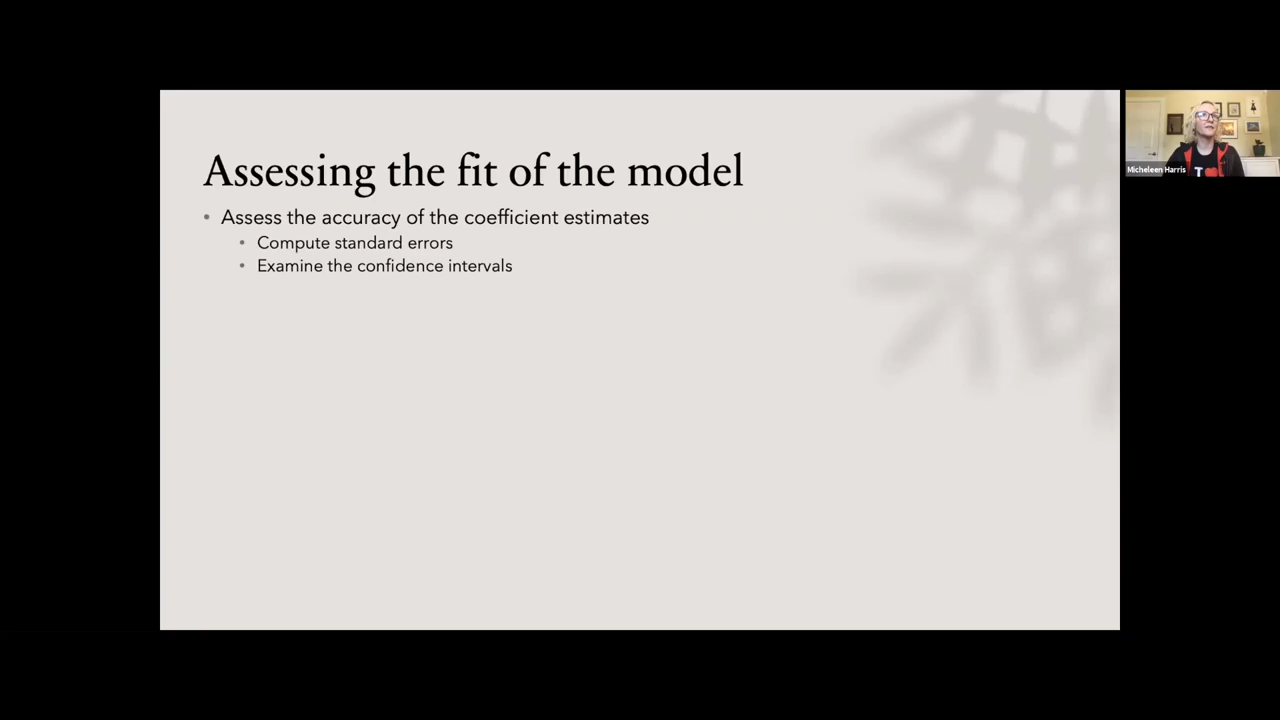 Assessing the fit of the model
• Assess the accuracy of the coefficient estimates
• Compute standard errors
• Examine the confidence intervals
Micheleen Harris